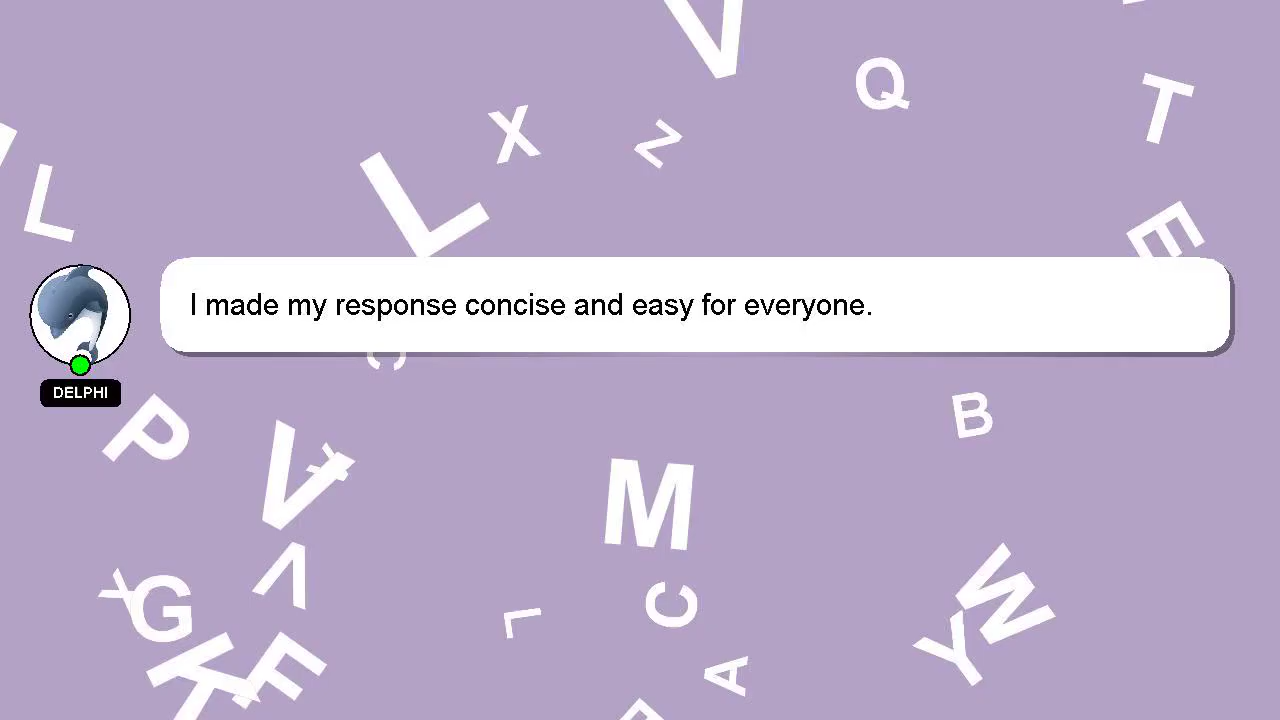 I made my response concise and easy for everyone.
DELPHI
V
Q
T
X
Z
L
L
E
C
P
V
B
M
V
X
G
W
C
L
Y
K
F
A